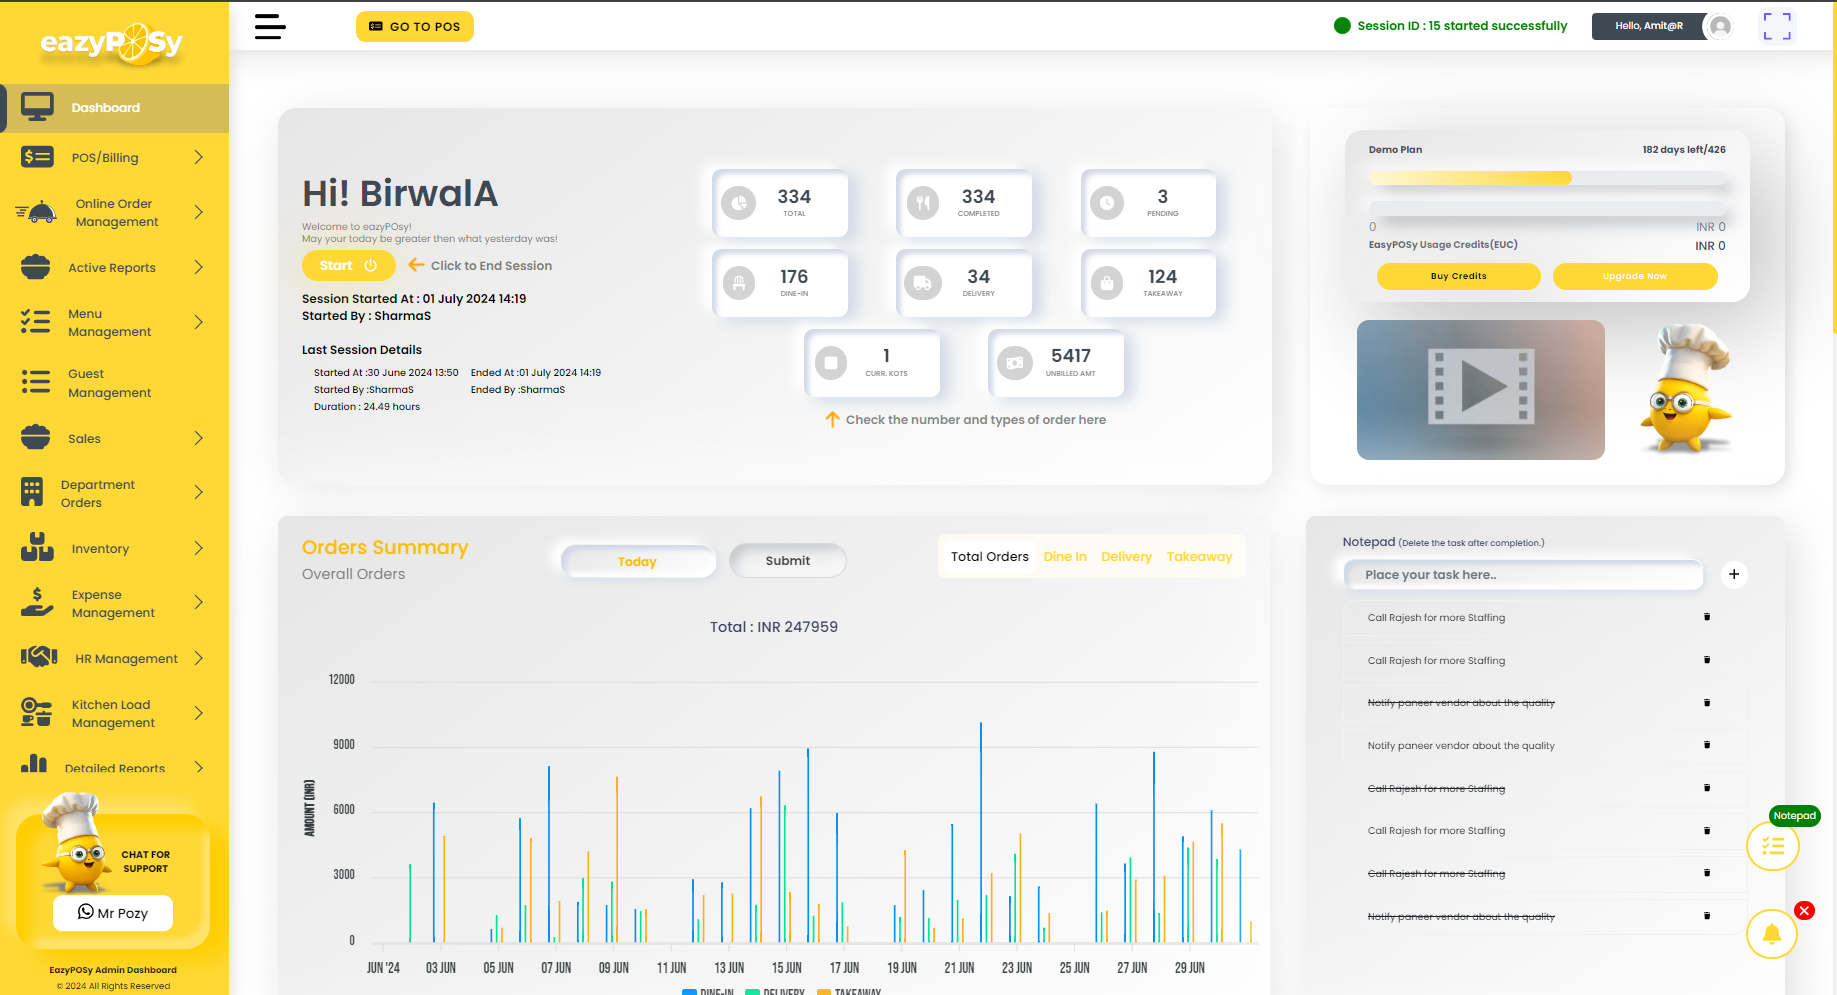 eazyPOSy
GO TO POS
Session ID : 15 started successfully
Hello, Amit@R
Dashboard
POS/Billing
Online Order
Management
Active Reports
Menu
Management
Guest
Management
Sales
Department
Orders
Inventory
Expense
Management
HR Management
Kitchen Load
Management
Detailed Reports
CHAT FOR
SUPPORT
Mr Pozy
EazyPOSy Admin Dashboard
© 2024 All Rights Reserved
Hi! BirwalA
Welcome to eazyPOsy!
May your today be greater then what yesterday was!
Start
Click to End Session
Session Started At : 01 July 2024 14:19
Started By : SharmaS
Last Session Details
Started At :30 June 2024 13:50 Ended At :01 July 2024 14:19
Started By :SharmaS Ended By :SharmaS
Duration : 24.49 hours
334
TOTAL
334
COMPLETED
3
PENDING
176
DINE-IN
34
DELIVERY
124
TAKEAWAY
1
CURR. KOTS
5417
UNBILLED AMT
Check the number and types of order here
Demo Plan 182 days left/426
0 INR 0
EasyPOSy Usage Credits(EUC) INR 0
Buy Credits Upgrade Now
Orders Summary
Overall Orders
Today
Submit
Total Orders Dine In Delivery Takeaway
Total : INR 247959
AMOUNT (INR)
12000
9000
6000
3000
0
JUN '24 03 JUN 05 JUN 07 JUN 09 JUN 11 JUN 13 JUN 15 JUN 17 JUN 19 JUN 21 JUN 23 JUN 25 JUN 27 JUN 29 JUN
DINE-IN DELIVERY TAKEAWAY
Notepad (Delete the task after completion.)
Place your task here..
+
Call Rajesh for more Staffing
Call Rajesh for more Staffing
Notify paneer vendor about the quality
Notify paneer vendor about the quality
Call Rajesh for more Staffing
Call Rajesh for more Staffing
Call Rajesh for more Staffing
Notify paneer vendor about the quality
Notepad